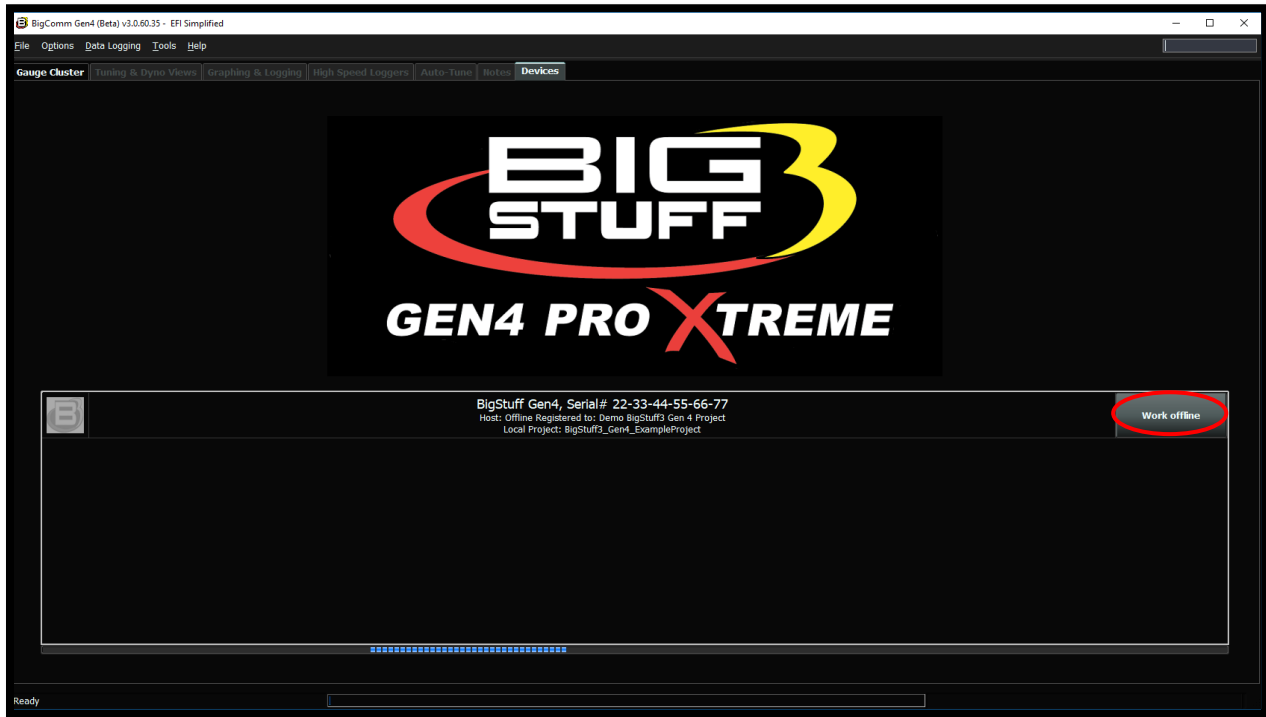 BigComm Gen4 (Beta) v3.0.60.35 - EFI Simplified
File Options Data Logging Tools Help
Gauge Cluster Tuning & Dyno Views Graphing & Logging High Speed Loggers Auto-Tune Notes Devices
BIG 3
STUFF
GEN4 PRO XTREME
BigStuff Gen4, Serial# 22-33-44-55-66-77
Host: Offline Registered to: Demo BigStuff3 Gen 4 Project
Local Project: BigStuff3_Gen4_ExampleProject
Work offline
Ready